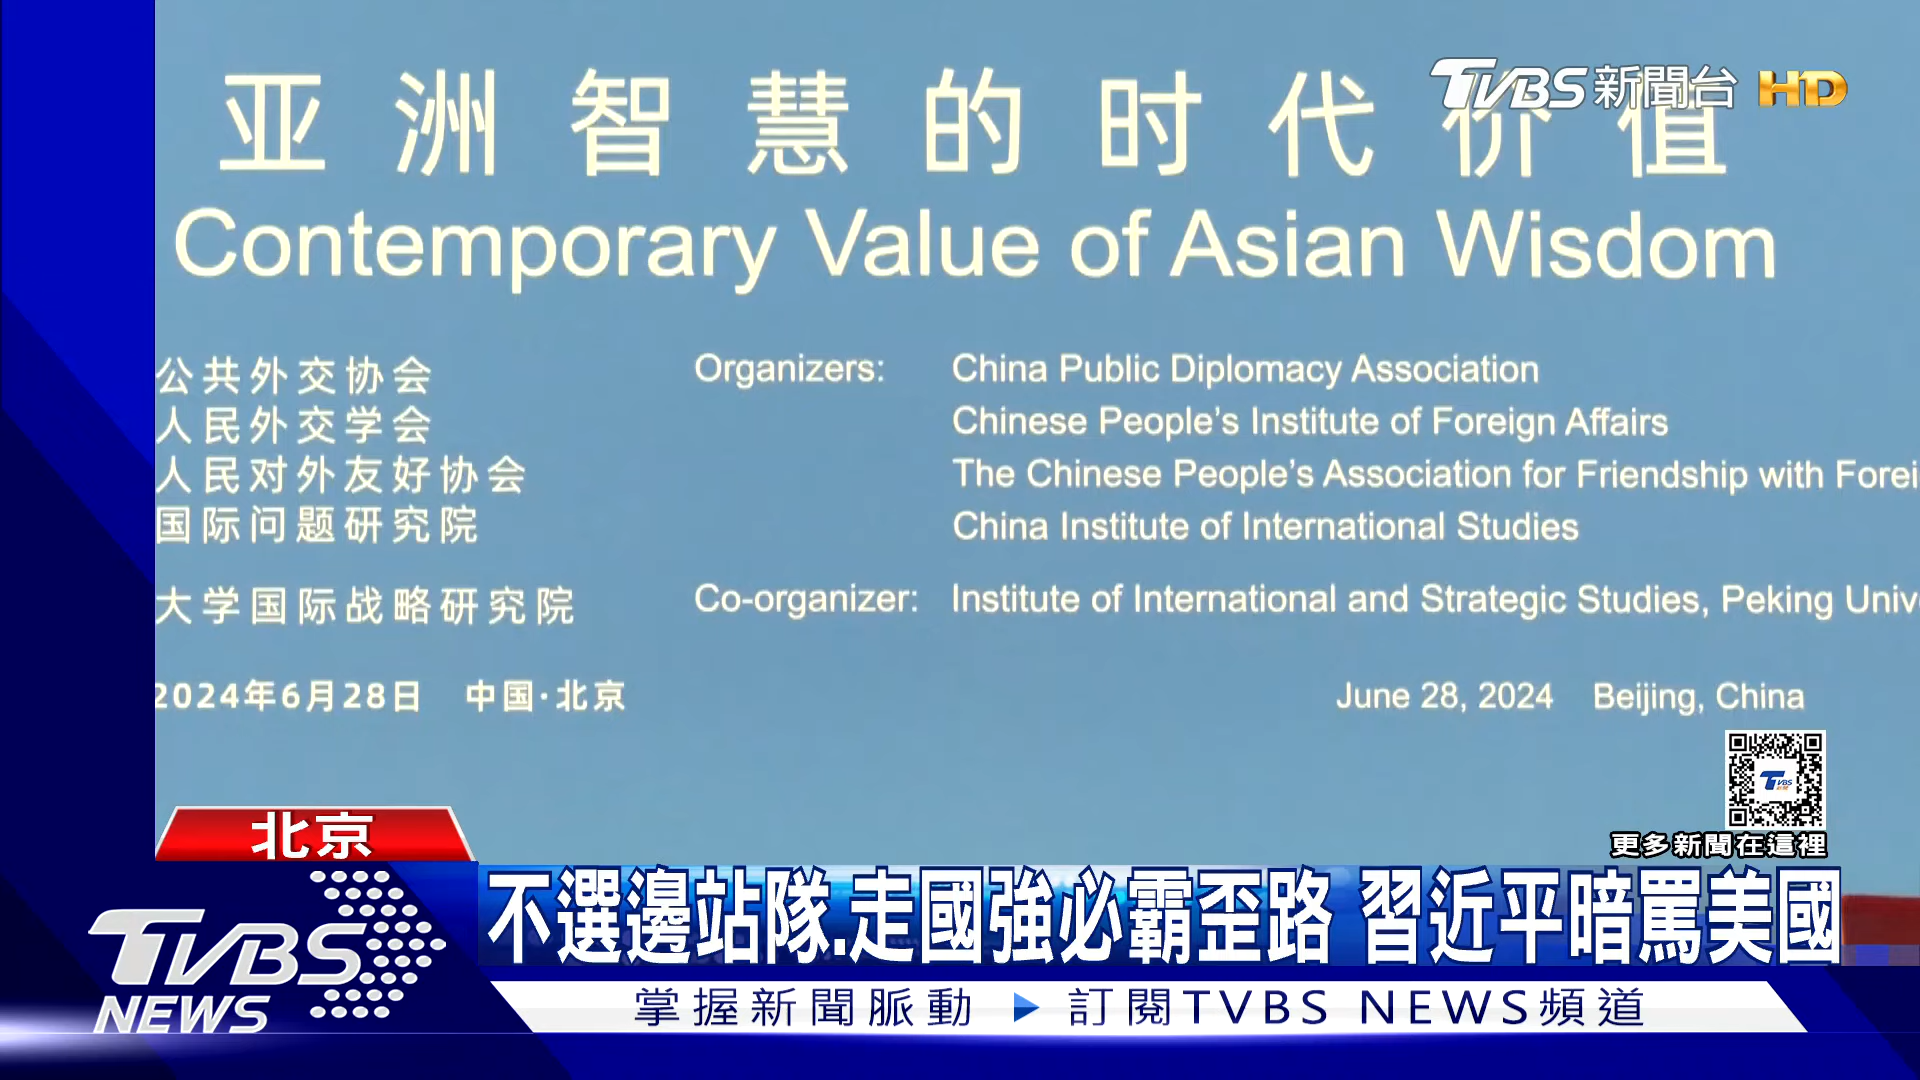 亚洲智慧的时代价值
TVBS新聞台 HD
Contemporary Value of Asian Wisdom
公共外交协会
人民外交学会
人民对外友好协会
国际问题研究院
Organizers: China Public Diplomacy Association
Chinese People's Institute of Foreign Affairs
The Chinese People's Association for Friendship with Forei
China Institute of International Studies
大学国际战略研究院
Co-organizer: Institute of International and Strategic Studies, Peking Univ
2024年6月28日 中国·北京
June 28, 2024 Beijing, China
TVBS
更多新聞在這裡
北京
不選邊站隊.走國強必霸歪路 習近平暗罵美國
TVBS
NEWS
掌握新聞脈動 ▶ 訂閱TVBS NEWS頻道